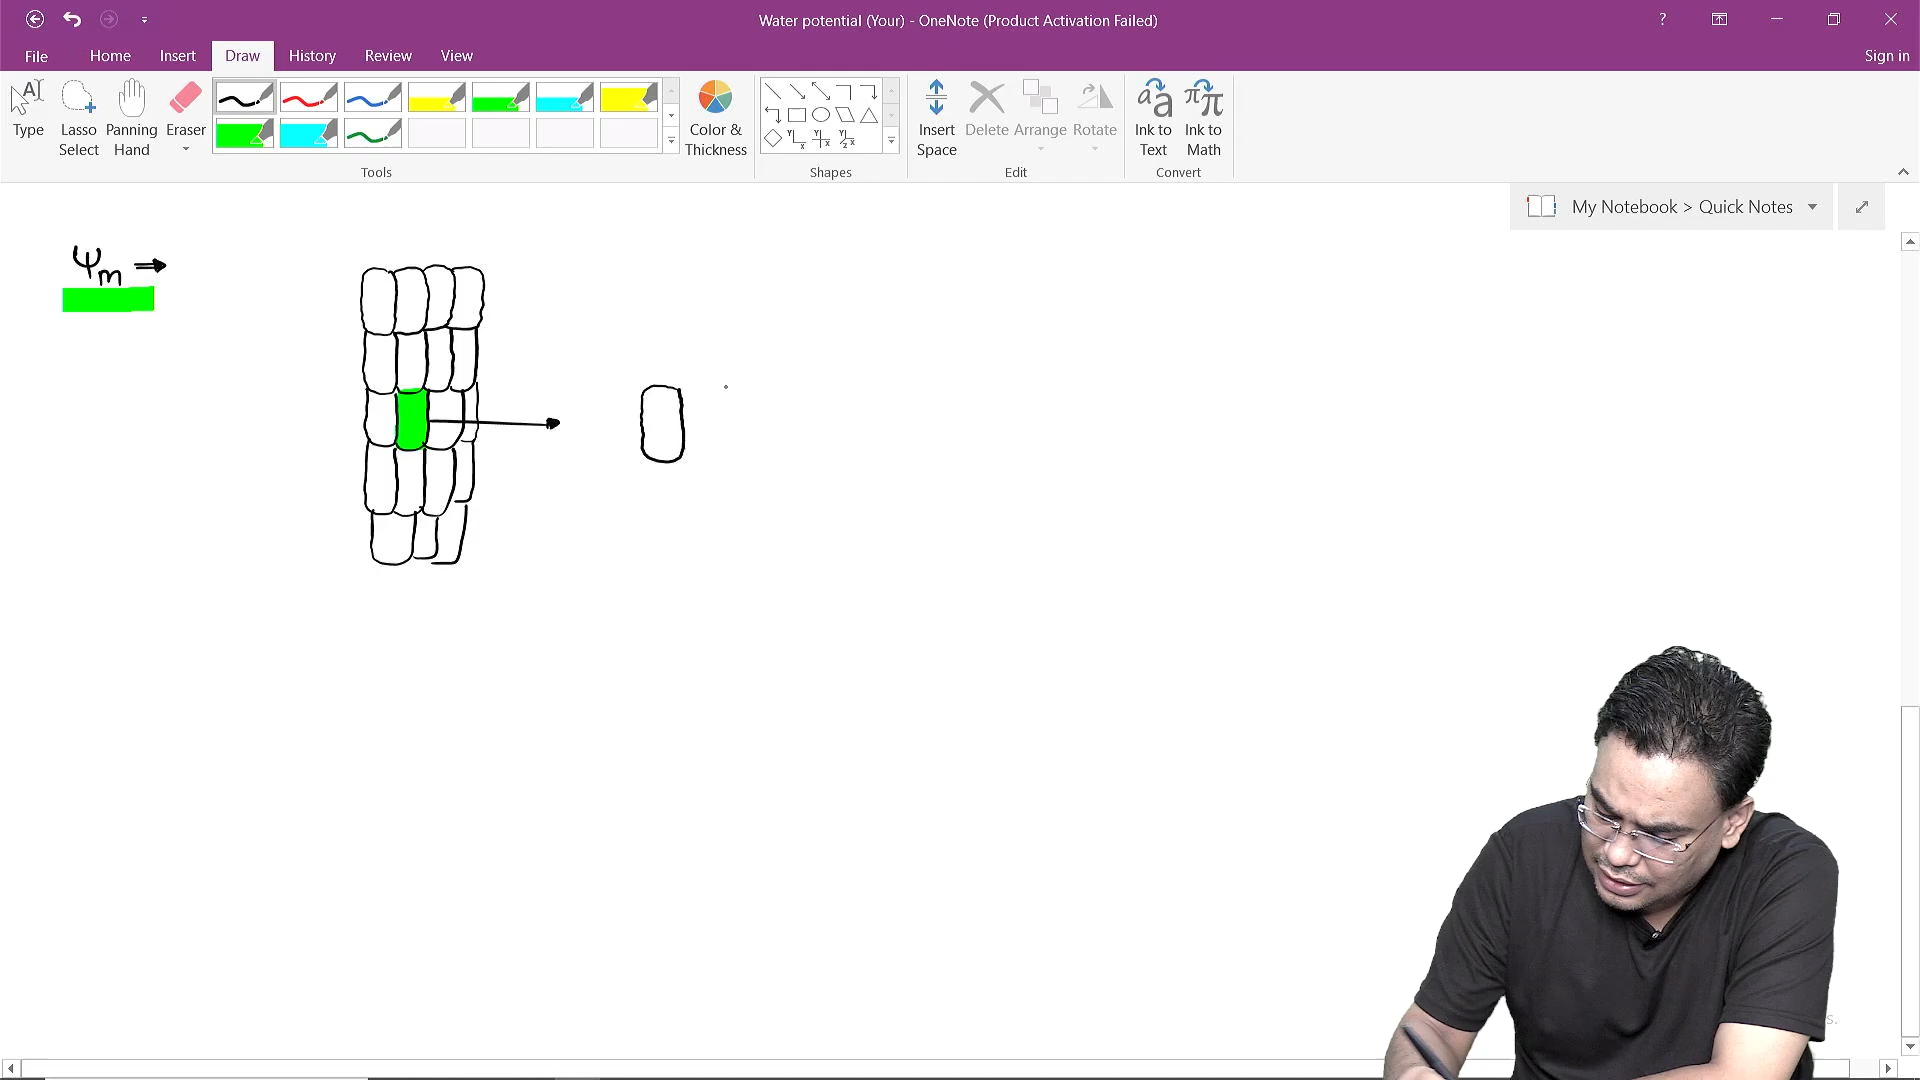 Water potential (Your) - OneNote (Product Activation Failed)
?
File Home Insert Draw History Review View
Sign in
Type
Lasso Select
Panning Hand
Eraser
Color & Thickness
Insert Space
Delete
Arrange
Rotate
Ink to Text
Ink to Math
Tools
Shapes
Edit
Convert
My Notebook > Quick Notes
Ψm ⇒
s.